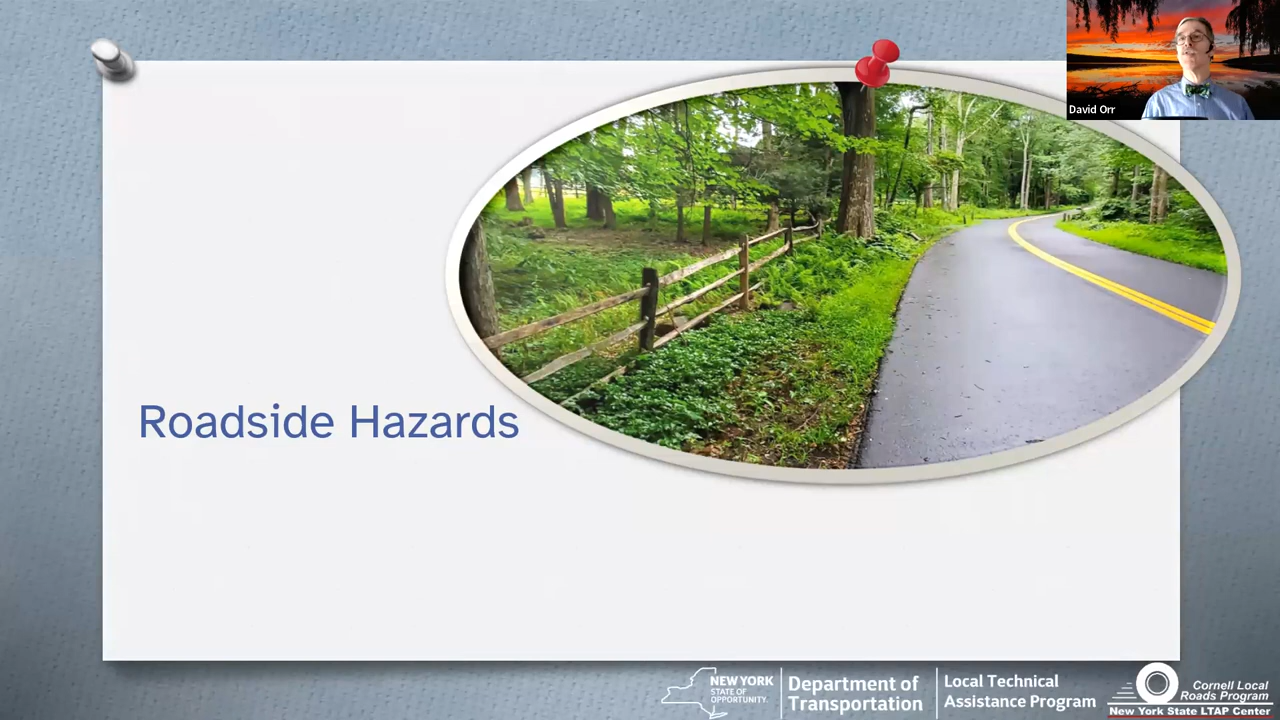 David Orr
Roadside Hazards
NEW YORK
STATE OF
OPPORTUNITY.
Department of
Transportation
Local Technical
Assistance Program
Cornell Local
Roads Program
New York State LTAP Center